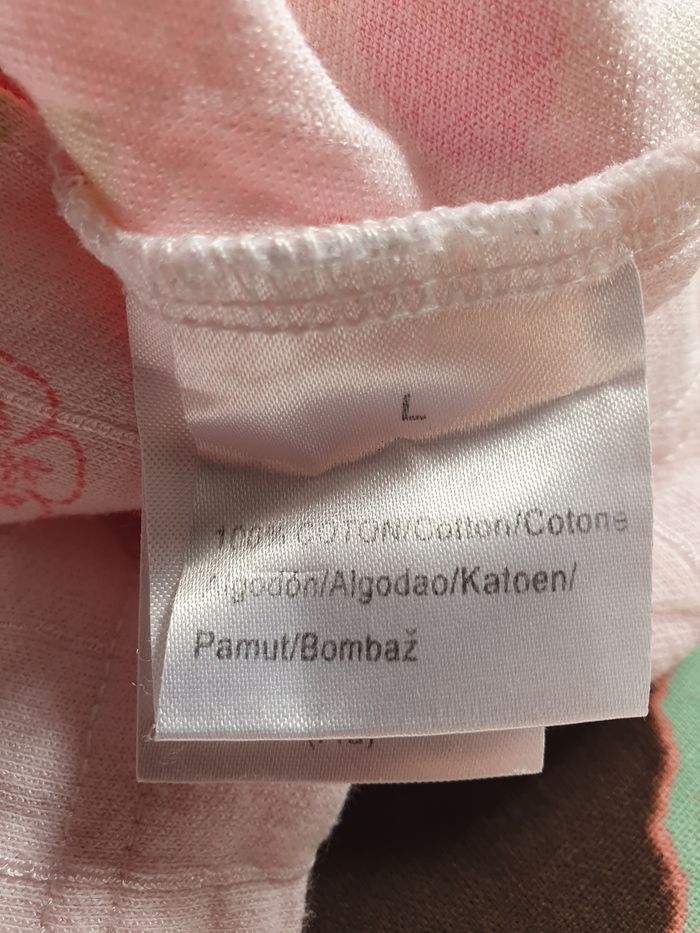 L
100% COTON/Cotton/Cotone
Algodón/Algodao/Katoen/
Pamut/Bombaž